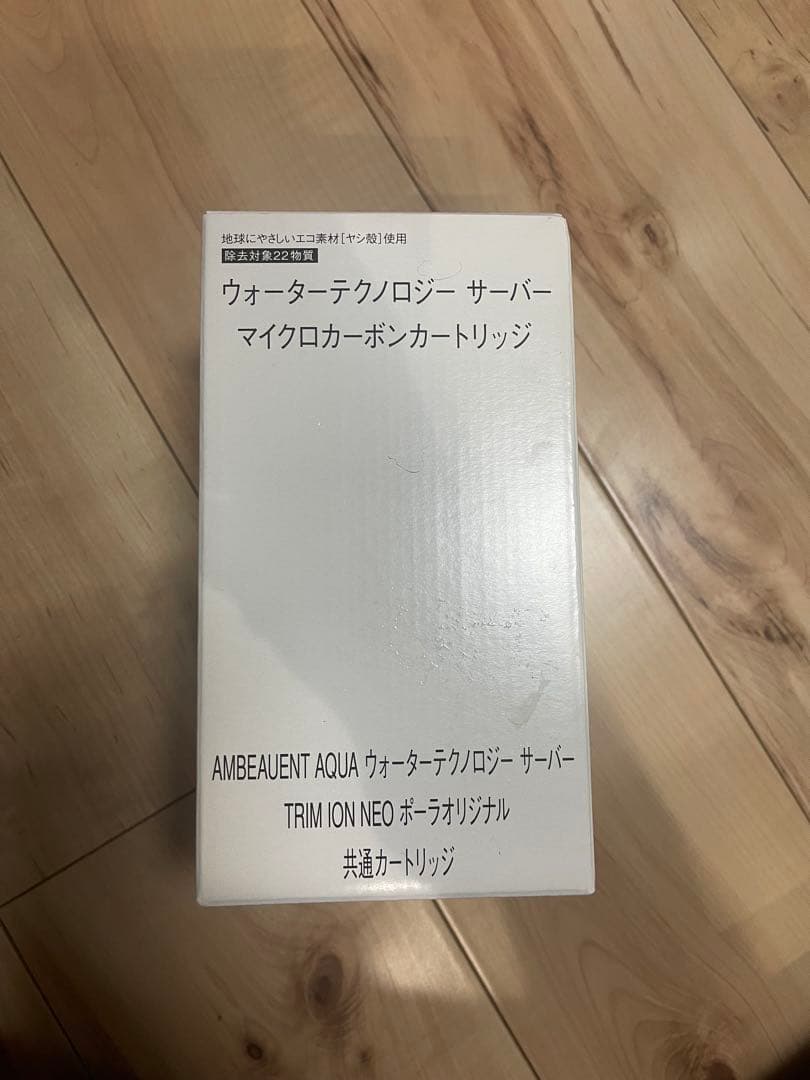 地球にやさしいエコ素材[ヤシ殻]使用
除去対象22物質
ウォーターテクノロジー サーバー
マイクロカーボンカートリッジ
AMBEAUENT AQUA ウォーターテクノロジー サーバー
TRIM ION NEO ポーラオリジナル
共通カートリッジ